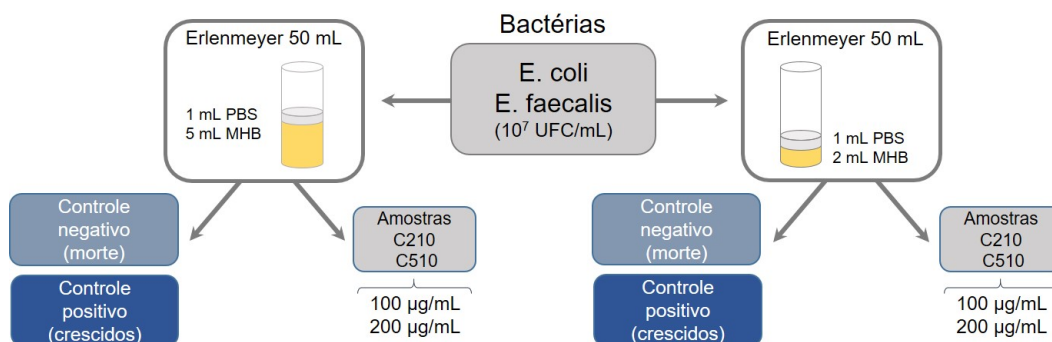 Bactérias
Erlenmeyer 50 mL
1 mL PBS
5 mL MHB
E. coli
E. faecalis
(10⁷ UFC/mL)
Erlenmeyer 50 mL
1 mL PBS
2 mL MHB
Controle
negativo
(morte)
Controle
positivo
(crescidos)
Amostras
C210
C510
100 µg/mL
200 µg/mL
Controle
negativo
(morte)
Controle
positivo
(crescidos)
Amostras
C210
C510
100 µg/mL
200 µg/mL